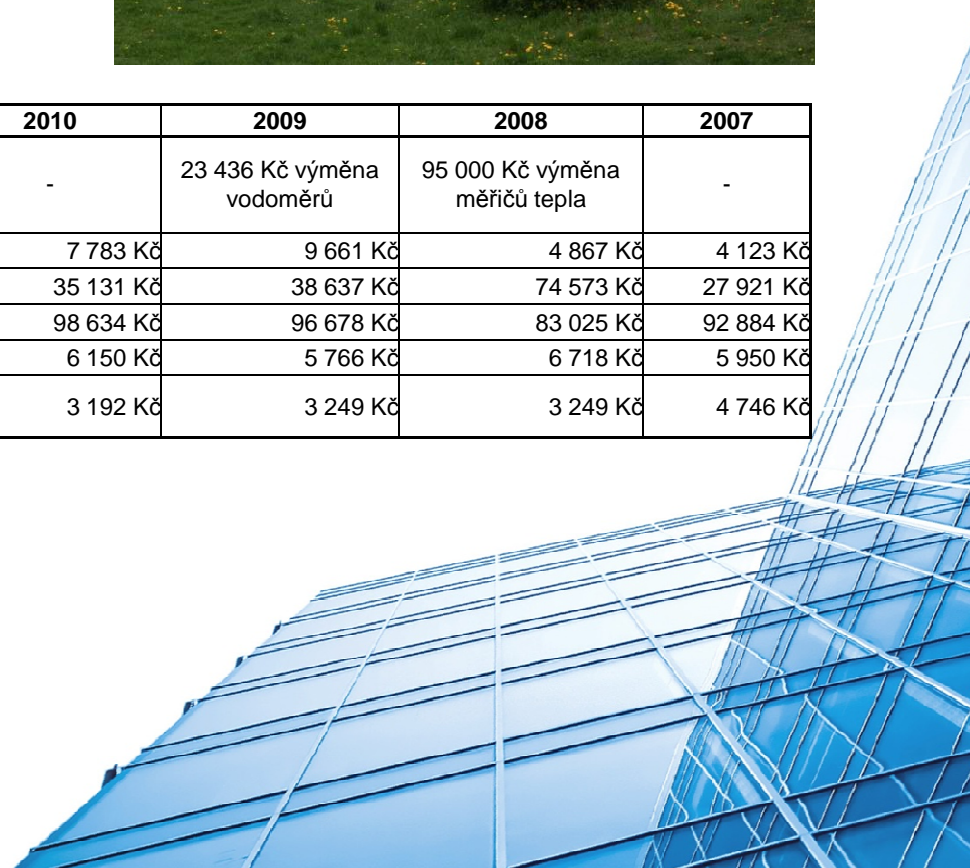 2010 2009 2008 2007
- 23 436 Kč výměna 95 000 Kč výměna -
vodoměrů měřičů tepla
7 783 Kč 9 661 Kč 4 867 Kč 4 123 Kč
35 131 Kč 38 637 Kč 74 573 Kč 27 921 Kč
98 634 Kč 96 678 Kč 83 025 Kč 92 884 Kč
6 150 Kč 5 766 Kč 6 718 Kč 5 950 Kč
3 192 Kč 3 249 Kč 3 249 Kč 4 746 Kč